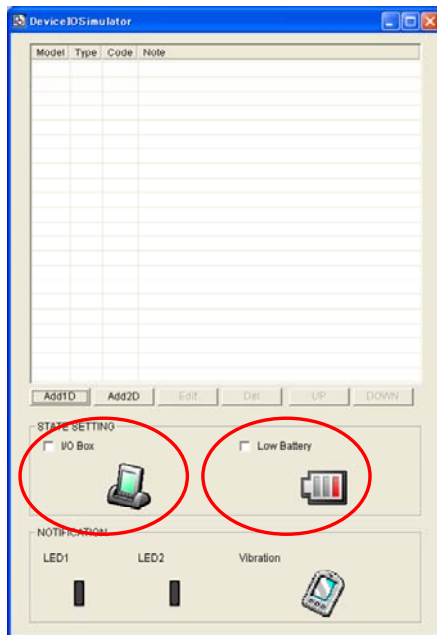 DeviceIOSimulator
Model Type Code Note
Add1D Add2D Edit Del UP DOWN
STATE SETTING
I/O Box Low Battery
NOTIFICATION
LED1 LED2 Vibration